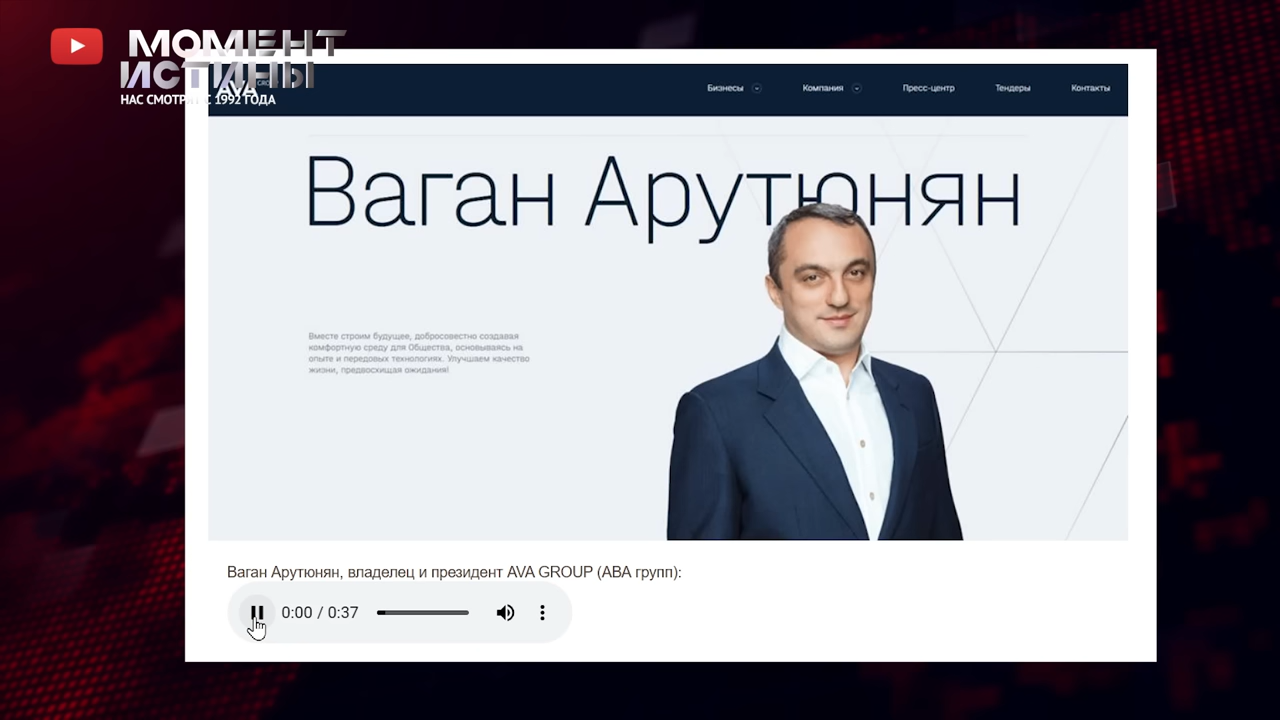 МОМЕНТ
ИСТИНЫ
НАС СМОТРЯТ С 1992 ГОДА
AVA
Бизнесы Компания Пресс-центр Тендеры Контакты
Ваган Арутюнян
Вместе строим будущее, добросовестно создавая
комфортную среду для Общества, основываясь на
опыте и передовых технологиях. Улучшаем качество
жизни, предвосхищая ожидания!
Ваган Арутюнян, владелец и президент AVA GROUP (АВА групп):
0:00 / 0:37